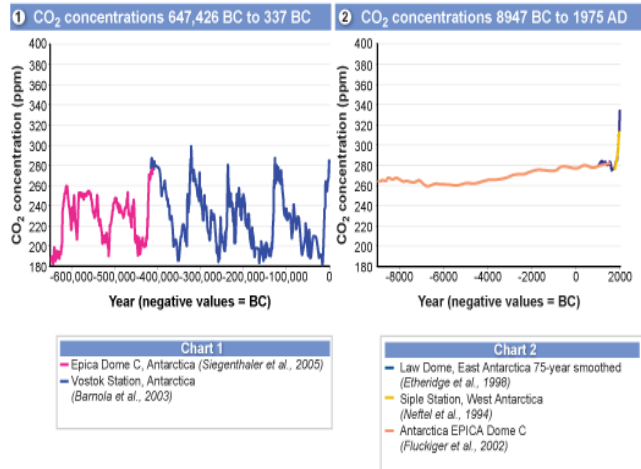 1 CO2 concentrations 647,426 BC to 337 BC
CO2 concentration (ppm)
400
380
360
340
320
300
280
260
240
220
200
180
-600,000 -500,000 -400,000 -300,000 -200,000 -100,000 0
Year (negative values = BC)
2 CO2 concentrations 8947 BC to 1975 AD
CO2 concentration (ppm)
400
380
360
340
320
300
280
260
240
220
200
180
-8000 -6000 -4000 -2000 0 2000
Year (negative values = BC)
Chart 1
Epica Dome C, Antarctica (Siegenthaler et al., 2005)
Vostok Station, Antarctica
(Barnola et al., 2003)
Chart 2
Law Dome, East Antarctica 75-year smoothed
(Etheridge et al., 1998)
Siple Station, West Antarctica
(Neftel et al., 1994)
Antarctica EPICA Dome C
(Fluckiger et al., 2002)